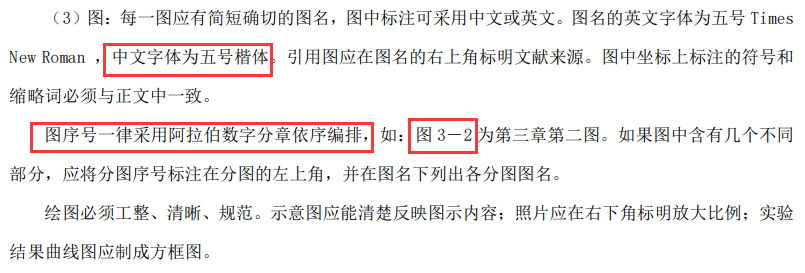 （3）图：每一图应有简短确切的图名，图中标注可采用中文或英文。图名的英文字体为五号 Times
New Roman ，中文字体为五号楷体。引用图应在图名的右上角标明文献来源。图中坐标上标注的符号和
缩略词必须与正文中一致。
图序号一律采用阿拉伯数字分章依序编排，如：图 3－2 为第三章第二图。如果图中含有几个不同
部分，应将分图序号标注在分图的左上角，并在图名下列出各分图图名。
绘图必须工整、清晰、规范。示意图应能清楚反映图示内容；照片应在右下角标明放大比例；实验
结果曲线图应制成方框图。